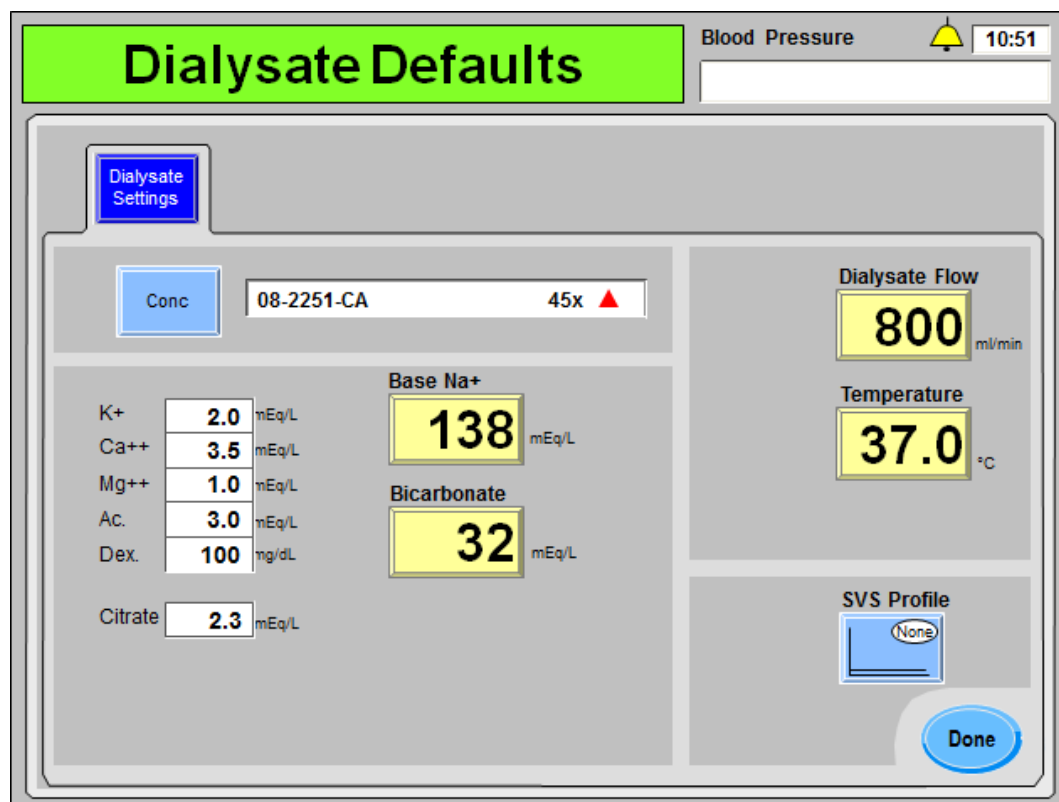 Dialysate Defaults
Blood Pressure
10:51
Dialysate
Settings
Conc
08-2251-CA 45x
Dialysate Flow
800 ml/min
Temperature
37.0 °C
K+ 2.0 mEq/L
Ca++ 3.5 mEq/L
Mg++ 1.0 mEq/L
Ac. 3.0 mEq/L
Dex. 100 mg/dL
Citrate 2.3 mEq/L
Base Na+
138 mEq/L
Bicarbonate
32 mEq/L
SVS Profile
None
Done